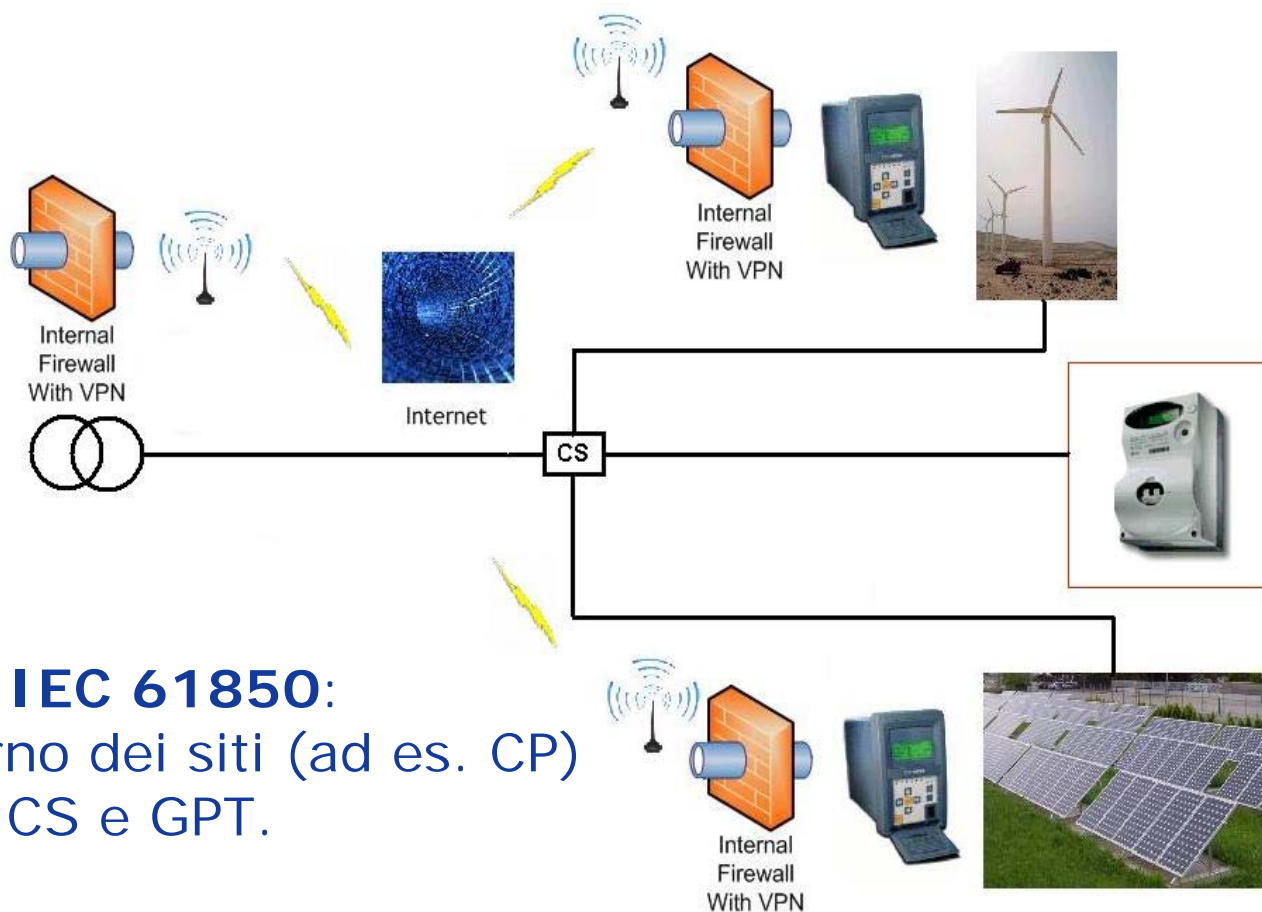 Internal
Firewall
With VPN
Internal
Firewall
With VPN
Internet
CS
IEC 61850:
rno dei siti (ad es. CP)
CS e GPT.
Internal
Firewall
With VPN